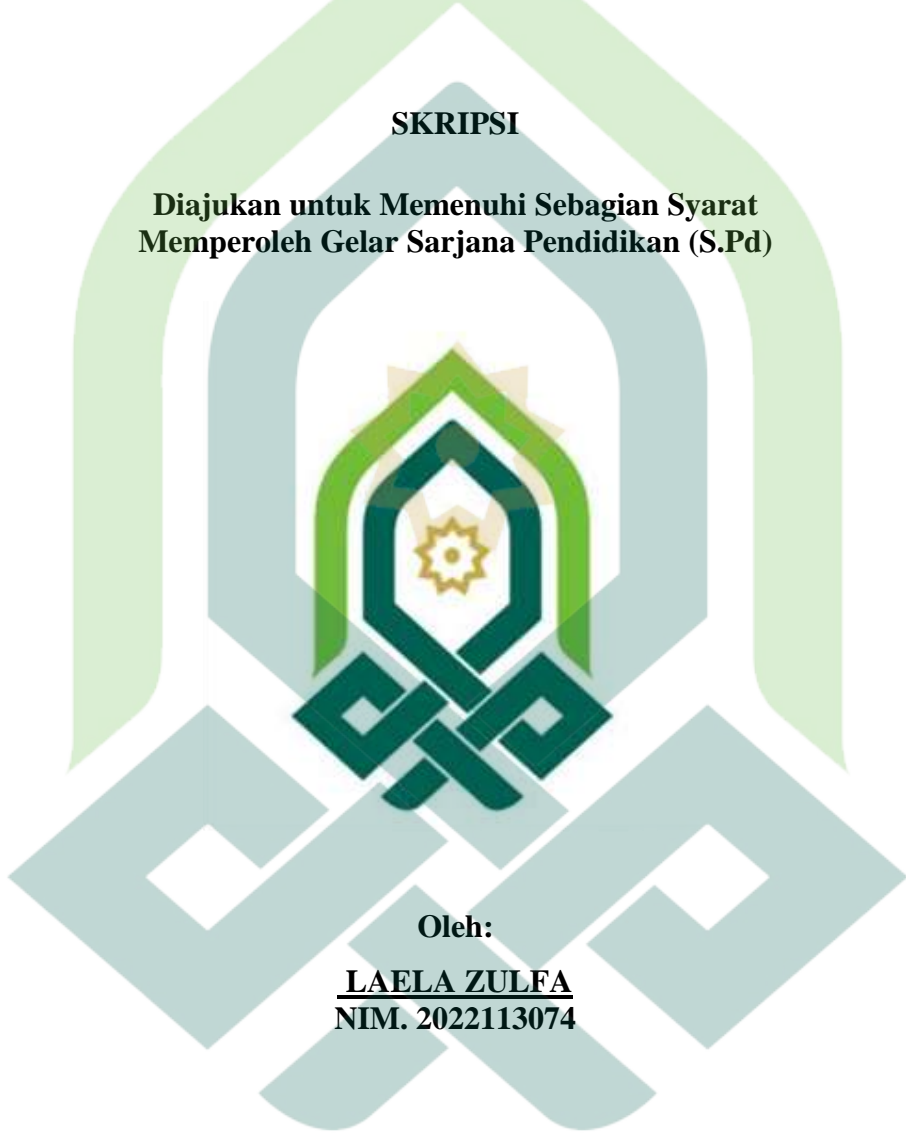 SKRIPSI
Diajukan untuk Memenuhi Sebagian Syarat
Memperoleh Gelar Sarjana Pendidikan (S.Pd)
Oleh:
LAELA ZULFA
NIM. 2022113074